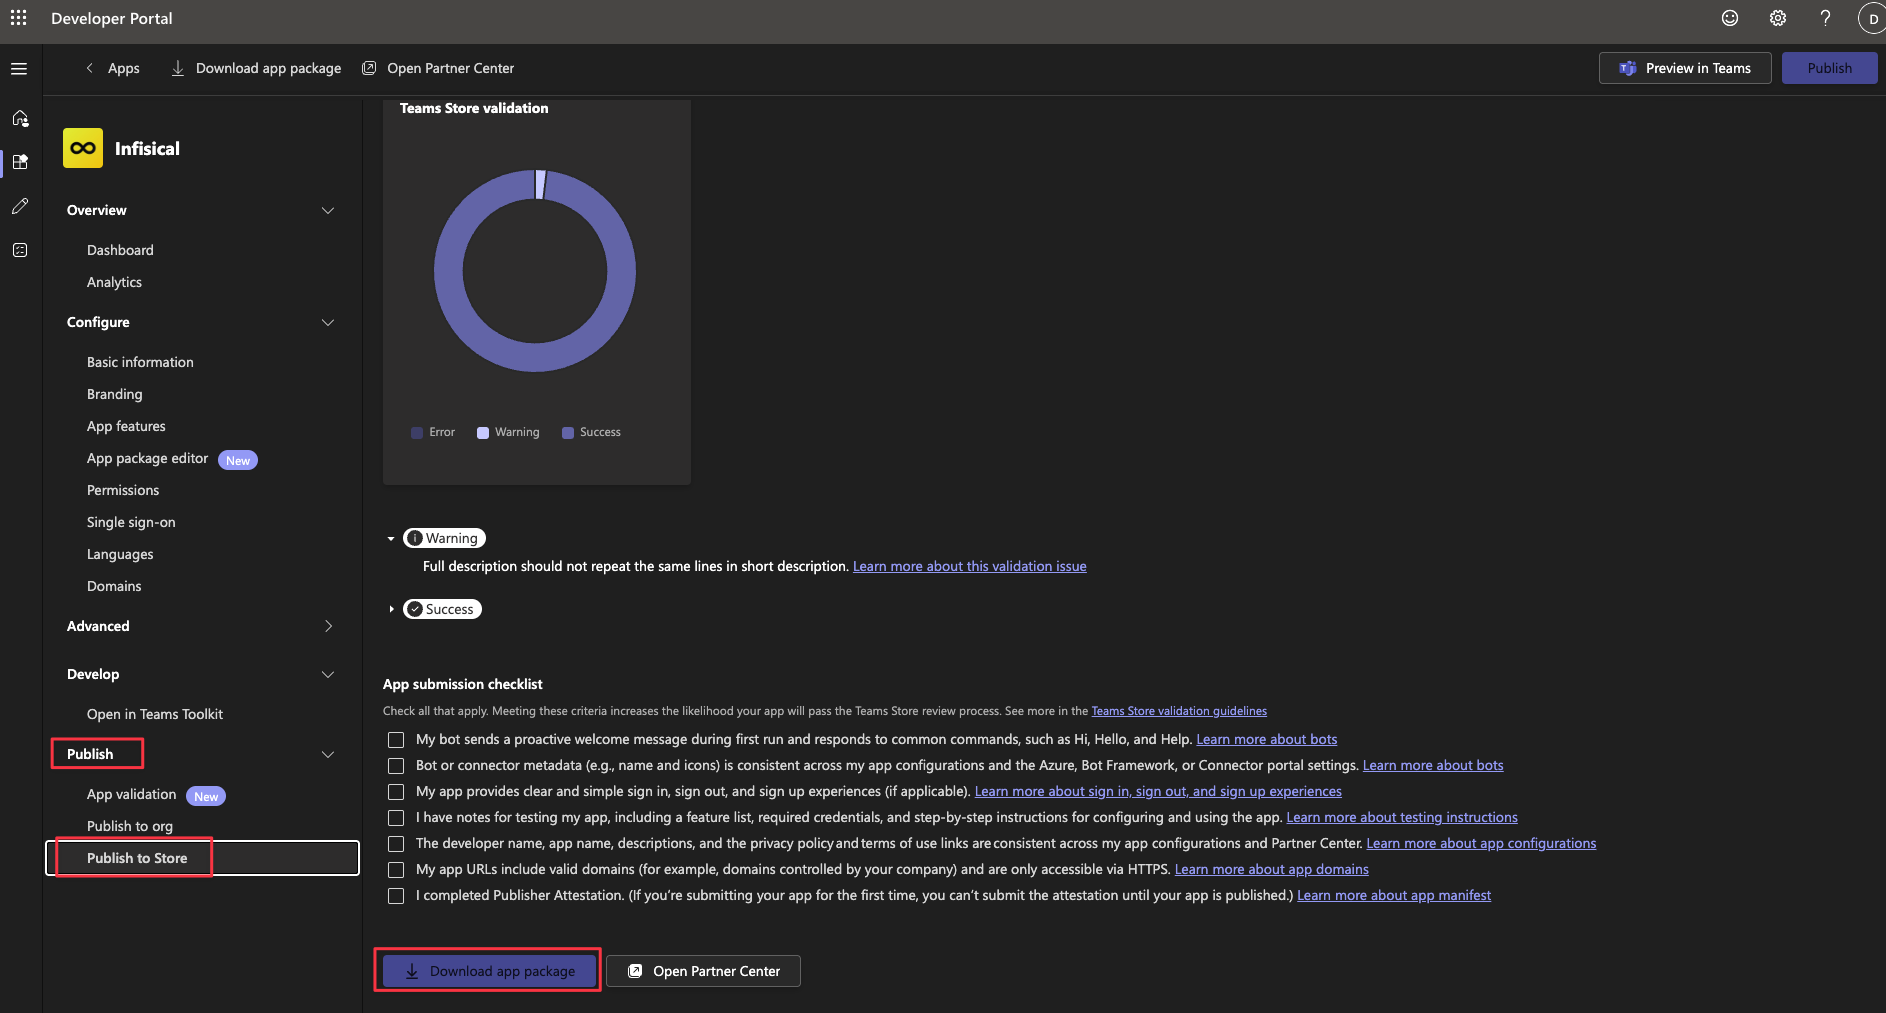 Developer Portal
D
Apps
Download app package
Open Partner Center
Preview in Teams
Publish
Infisical
Overview
Dashboard
Analytics
Configure
Basic information
Branding
App features
App package editor New
Permissions
Single sign-on
Languages
Domains
Advanced
Develop
Open in Teams Toolkit
Publish
App validation New
Publish to org
Publish to Store
Teams Store validation
Error Warning Success
Warning
Full description should not repeat the same lines in short description. Learn more about this validation issue
Success
App submission checklist
Check all that apply. Meeting these criteria increases the likelihood your app will pass the Teams Store review process. See more in the Teams Store validation guidelines
My bot sends a proactive welcome message during first run and responds to common commands, such as Hi, Hello, and Help. Learn more about bots
Bot or connector metadata (e.g., name and icons) is consistent across my app configurations and the Azure, Bot Framework, or Connector portal settings. Learn more about bots
My app provides clear and simple sign in, sign out, and sign up experiences (if applicable). Learn more about sign in, sign out, and sign up experiences
I have notes for testing my app, including a feature list, required credentials, and step-by-step instructions for configuring and using the app. Learn more about testing instructions
The developer name, app name, descriptions, and the privacy policy and terms of use links are consistent across my app configurations and Partner Center. Learn more about app configurations
My app URLs include valid domains (for example, domains controlled by your company) and are only accessible via HTTPS. Learn more about app domains
I completed Publisher Attestation. (If you're submitting your app for the first time, you can't submit the attestation until your app is published.) Learn more about app manifest
Download app package
Open Partner Center